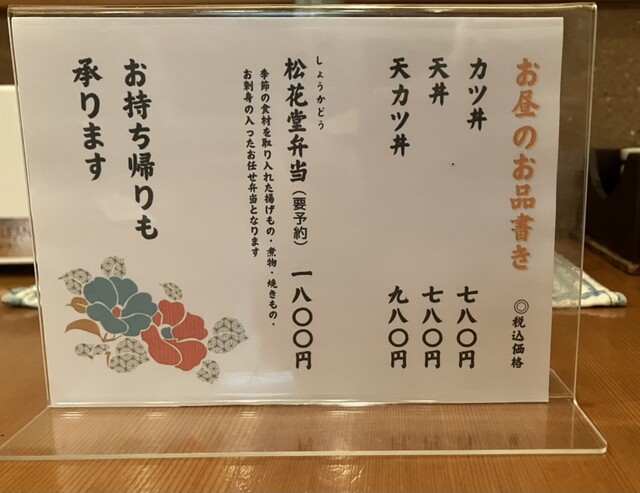 お昼のお品書き ◎税込価格
カツ丼 七八〇円
天丼 七八〇円
天カツ丼 九八〇円
しょうかどう
松花堂弁当（要予約） 一八〇〇円
季節の食材を取り入れた揚げもの・煮物・焼きもの・
お刺身の入ったお任せ弁当となります
お持ち帰りも
承ります